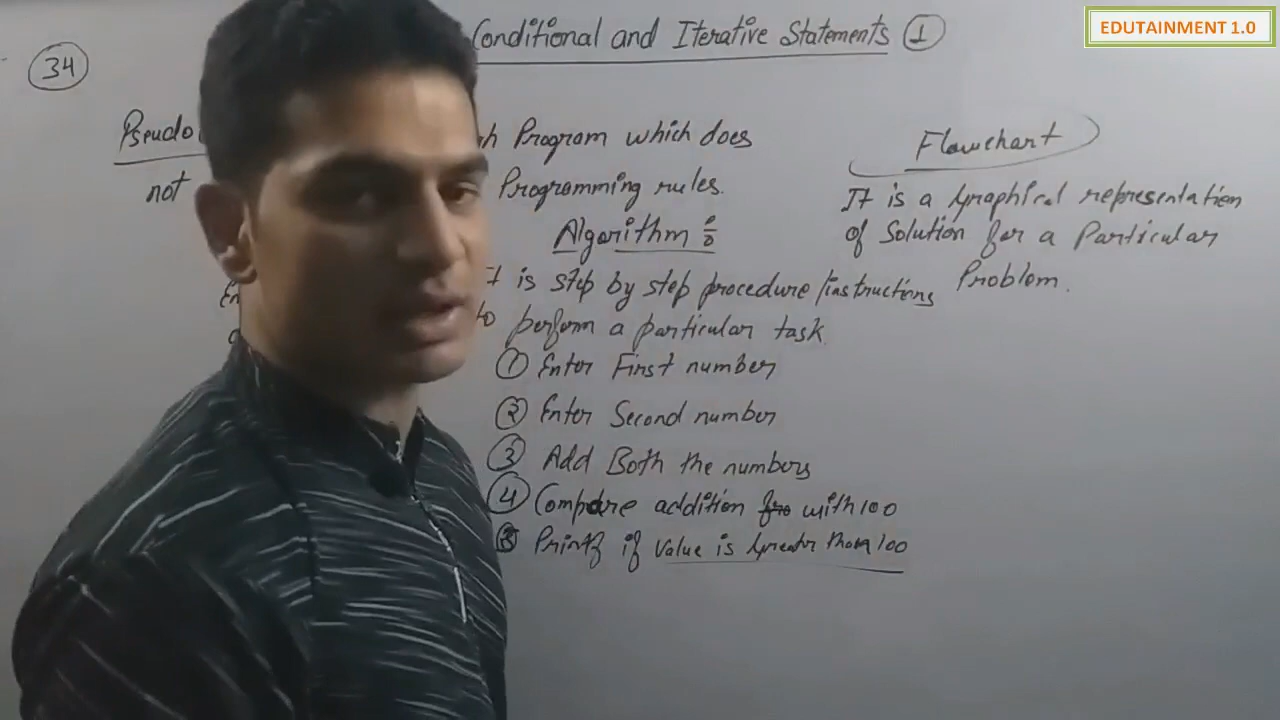 EDUTAINMENT 1.0
34
Conditional and Iterative Statements 1
Pseudo
Program which does
not Programming rules.
Algorithm :
It is step by step procedure/instructions
to perform a particular task.
1 Enter First number
2 Enter Second number
3 Add Both the numbers
4 Compare addition with 100
5 Print if value is Greater than 100
Flowchart
It is a Graphical representation
of Solution for a Particular
Problem.